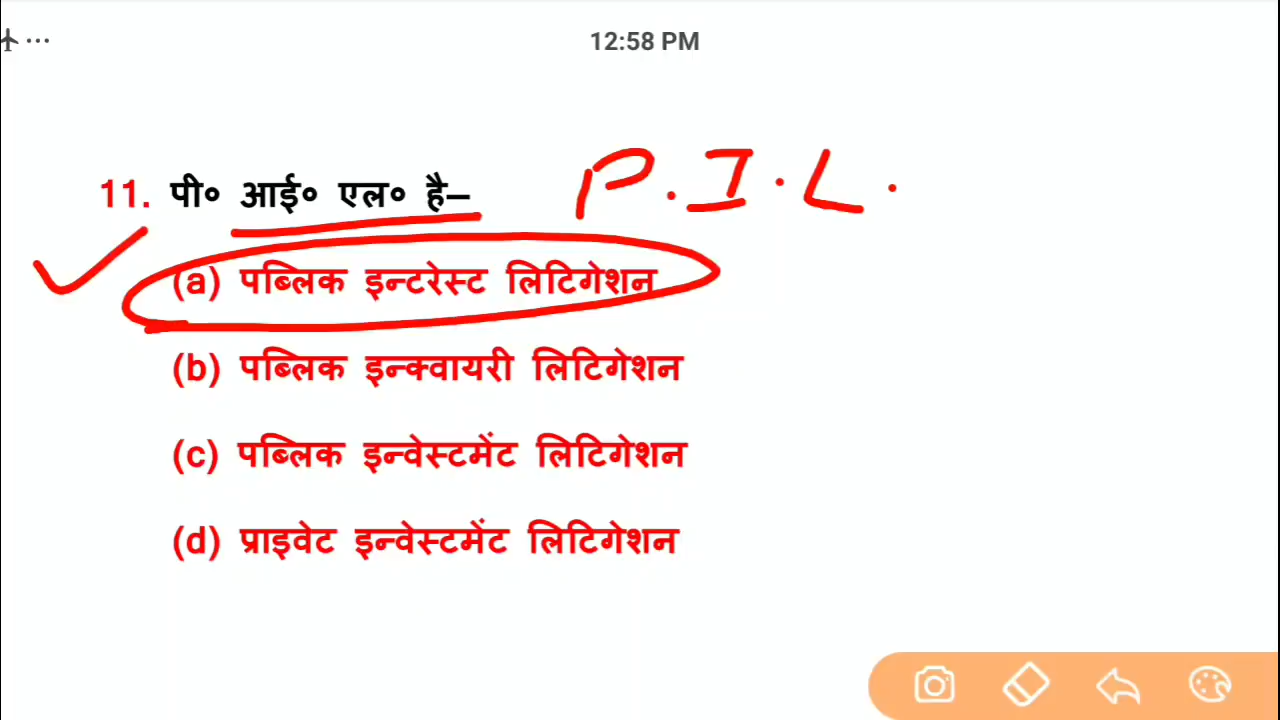 12:58 PM
11. पी० आई० एल० है– P.I.L.
(a) पब्लिक इन्टरेस्ट लिटिगेशन
(b) पब्लिक इन्क्वायरी लिटिगेशन
(c) पब्लिक इन्वेस्टमेंट लिटिगेशन
(d) प्राइवेट इन्वेस्टमेंट लिटिगेशन